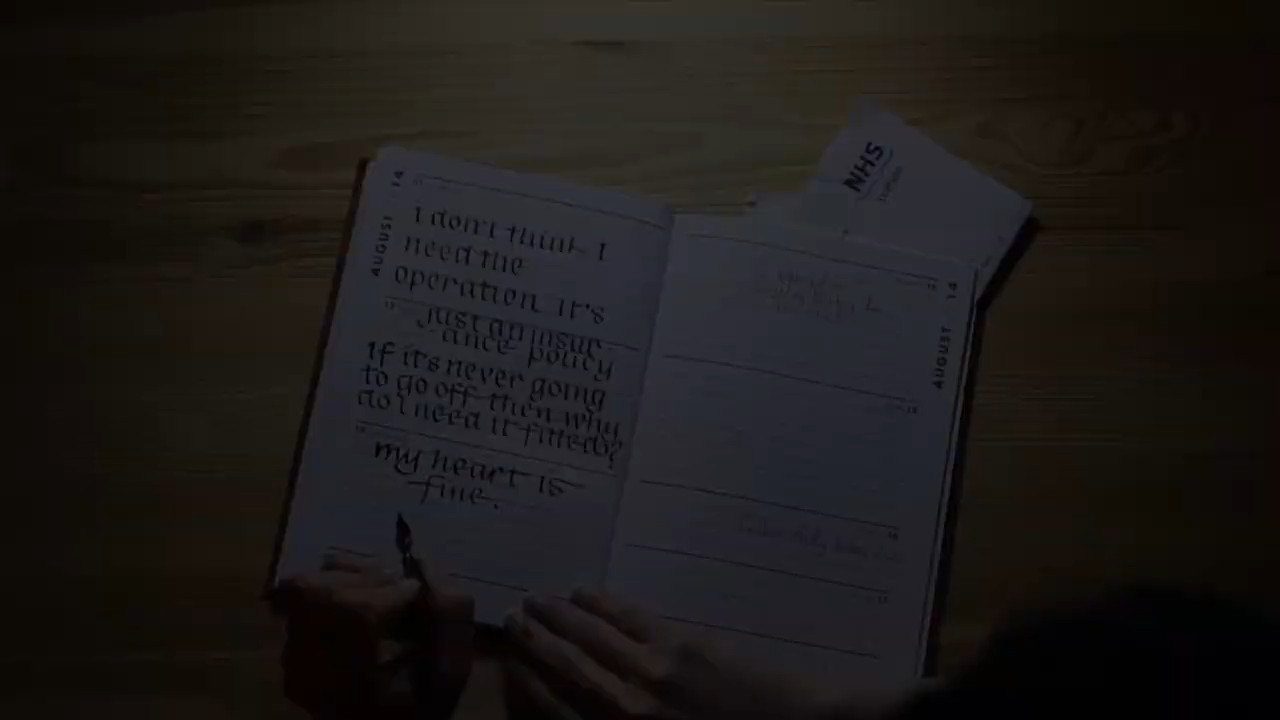 AUGUST 14
I don't think I
need the
operation it's
just an insur-
ance policy
If it's never going
to go off then why
do I need it fitted?
my heart is
fine.
NHS
AUGUST 14